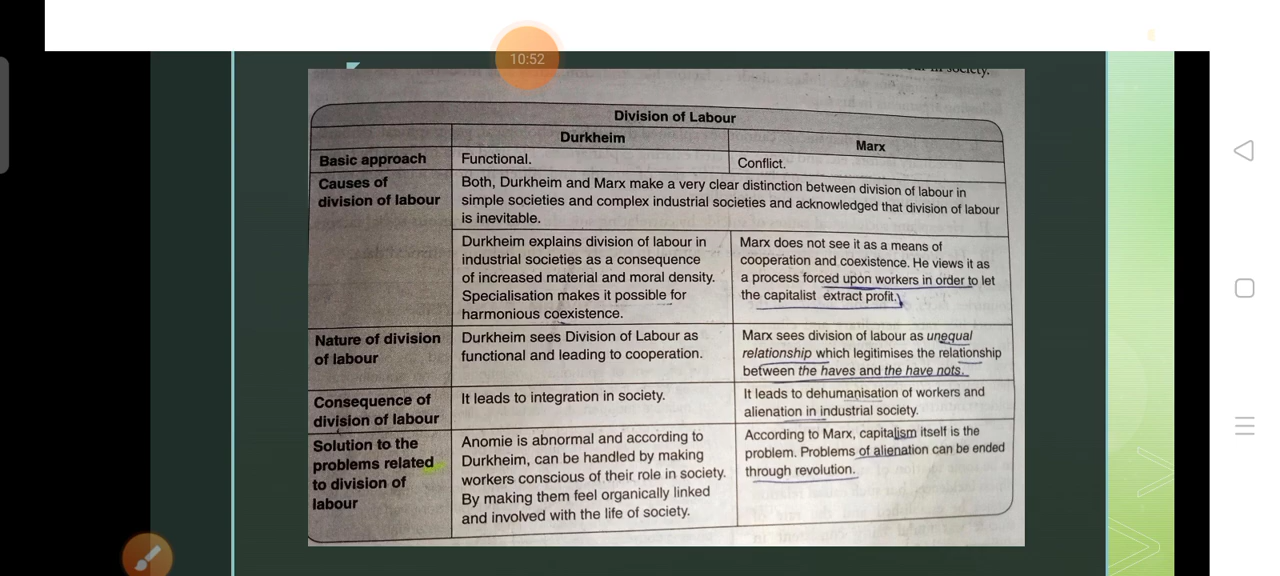 10:52
in society.
Division of Labour
Durkheim
Marx
Basic approach
Functional.
Conflict.
Causes of
division of labour
Both, Durkheim and Marx make a very clear distinction between division of labour in
simple societies and complex industrial societies and acknowledged that division of labour
is inevitable.
Durkheim explains division of labour in
industrial societies as a consequence
of increased material and moral density.
Specialisation makes it possible for
harmonious coexistence.
Marx does not see it as a means of
cooperation and coexistence. He views it as
a process forced upon workers in order to let
the capitalist extract profit.
Nature of division
of labour
Durkheim sees Division of Labour as
functional and leading to cooperation.
Marx sees division of labour as unequal
relationship which legitimises the relationship
between the haves and the have nots.
Consequence of
division of labour
It leads to integration in society.
It leads to dehumanisation of workers and
alienation in industrial society.
Solution to the
problems related
to division of
labour
Anomie is abnormal and according to
Durkheim, can be handled by making
workers conscious of their role in society.
By making them feel organically linked
and involved with the life of society.
According to Marx, capitalism itself is the
problem. Problems of alienation can be ended
through revolution.